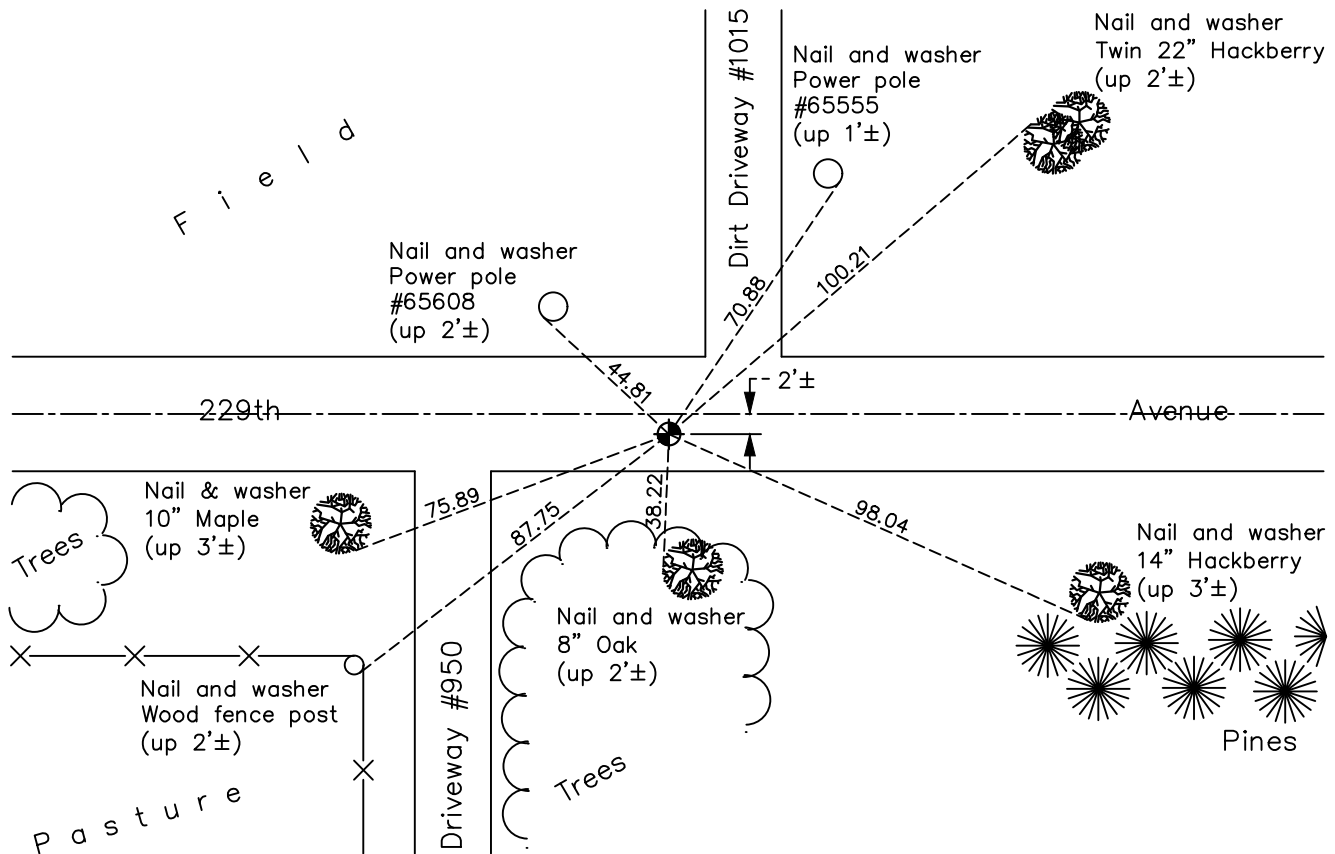 Nail and washer
Twin 22" Hackberry
(up 2'±)
Nail and washer
Power pole
#65555
(up 1'±)
Dirt Driveway #1015
Field
Nail and washer
Power pole
#65608
(up 2'±)
70.88
100.21
44.81
2'±
229th Avenue
Nail & washer
10" Maple
(up 3'±)
Trees
75.89
87.75
38.22
98.04
Nail and washer
14" Hackberry
(up 3'±)
Nail and washer
8" Oak
(up 2'±)
Nail and washer
Wood fence post
(up 2'±)
Driveway #950
Trees
Pines
Pasture